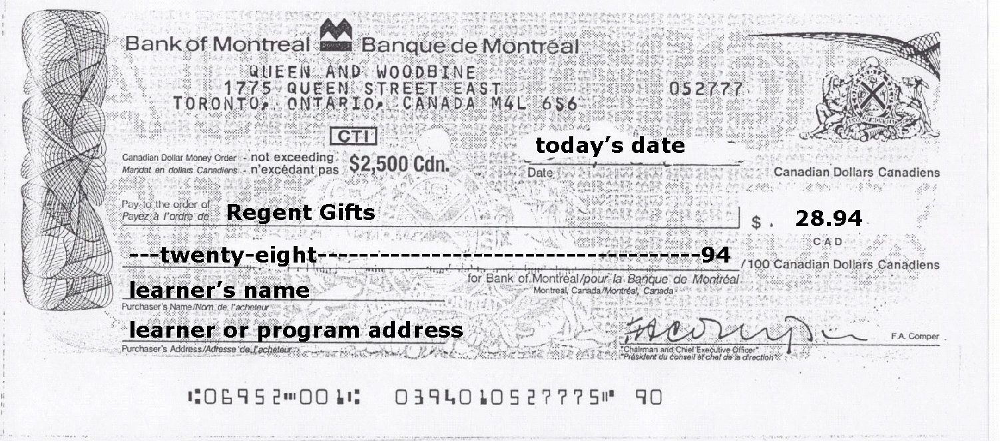 Bank of Montreal Banque de Montréal
QUEEN AND WOODBINE
1775 QUEEN STREET EAST 052777
TORONTO, ONTARIO, CANADA M4L 6S6
CTI
today's date
Canadian Dollar Money Order - not exceeding $2,500 Cdn.
Mandat en dollars Canadiens - n'excédant pas
Date
Canadian Dollars Canadiens
Pay to the order of
Payez à l'ordre de
Regent Gifts
$ . 28.94
CAD
---twenty-eight-------------------------------------94
/100 Canadian Dollars Canadiens
for Bank of Montréal/pour la Banque de Montréal
Montreal, Canada/Montréal, Canada
learner's name
Purchaser's Name/Nom de l'acheteur
learner or program address
Purchaser's Address/Adresse de l'acheteur
F.A. Comper
"Chairman and Chief Executive Officer"
"Président du conseil et chef de la direction"
⑆06952⑉001⑆ 0394010527775⑈ 90